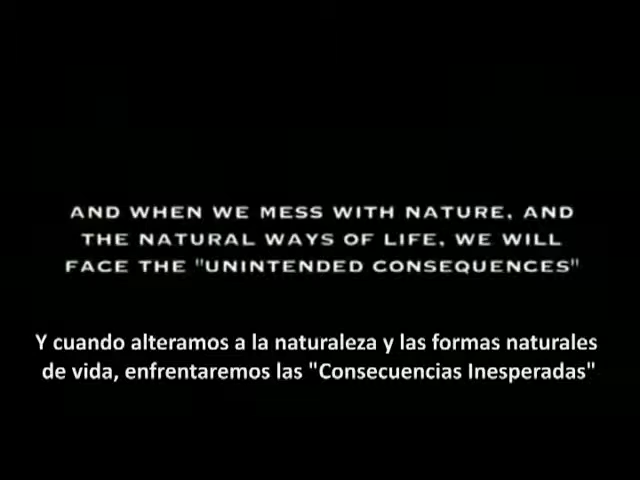 AND WHEN WE MESS WITH NATURE, AND
THE NATURAL WAYS OF LIFE, WE WILL
FACE THE "UNINTENDED CONSEQUENCES"
Y cuando alteramos a la naturaleza y las formas naturales
de vida, enfrentaremos las "Consecuencias Inesperadas"